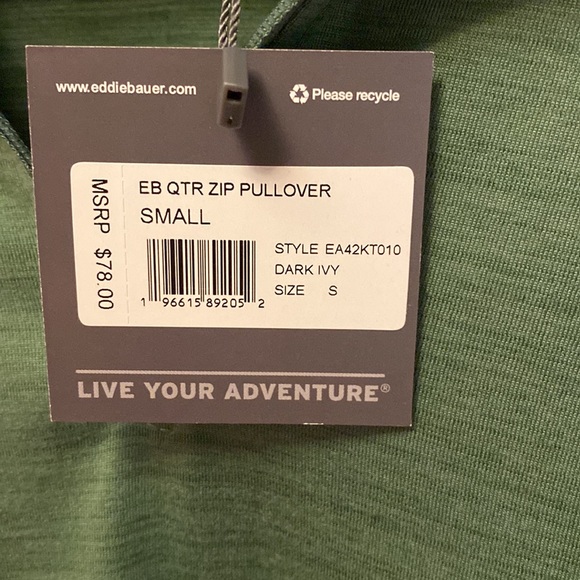 www.eddiebauer.com
Please recycle
MSRP $78.00
EB QTR ZIP PULLOVER
SMALL
STYLE EA42KT010
DARK IVY
SIZE S
1 96615 89205 2
LIVE YOUR ADVENTURE®